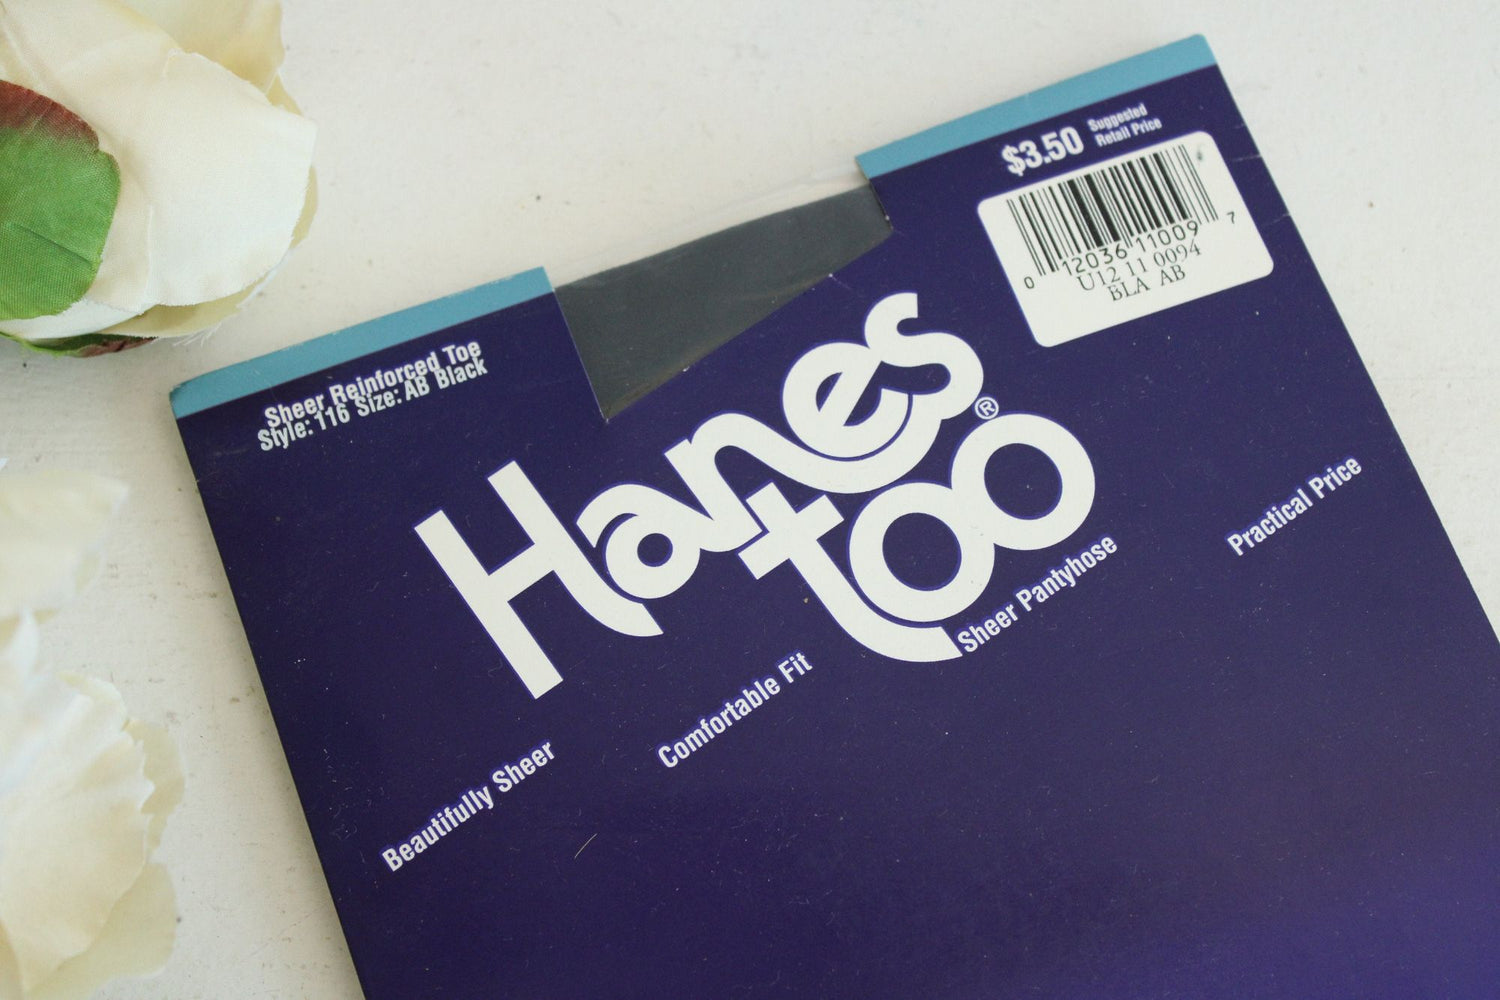 $3.50 Suggested
Retail Price
0 12036 11009 7
U12 11 0094
BLA AB
Sheer Reinforced Toe
Style: 116 Size: AB Black
Hanes
too®
Beautifully Sheer
Comfortable Fit
Sheer Pantyhose
Practical Price